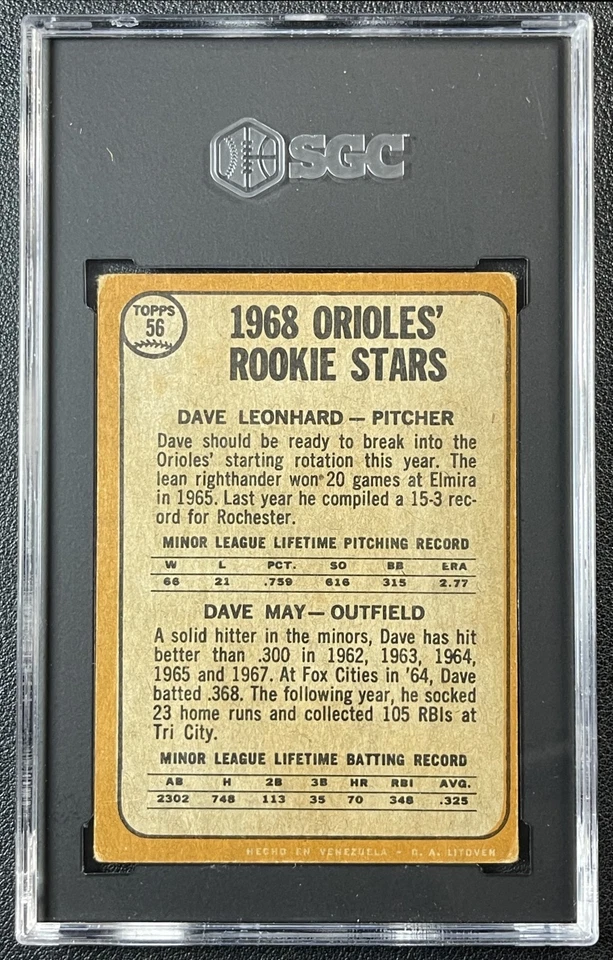 SGC
TOPPS
56
1968 ORIOLES'
ROOKIE STARS
DAVE LEONHARD — PITCHER
Dave should be ready to break into the
Orioles' starting rotation this year. The
lean righthander won 20 games at Elmira
in 1965. Last year he compiled a 15-3 rec-
ord for Rochester.
MINOR LEAGUE LIFETIME PITCHING RECORD
W L PCT. SO BB ERA
66 21 .759 616 315 2.77
DAVE MAY — OUTFIELD
A solid hitter in the minors, Dave has hit
better than .300 in 1962, 1963, 1964,
1965 and 1967. At Fox Cities in '64, Dave
batted .368. The following year, he socked
23 home runs and collected 105 RBIs at
Tri City.
MINOR LEAGUE LIFETIME BATTING RECORD
AB H 2B 3B HR RBI AVG.
2302 748 113 35 70 348 .325
HECHO EN VENEZUELA - C. A. LITOVEN